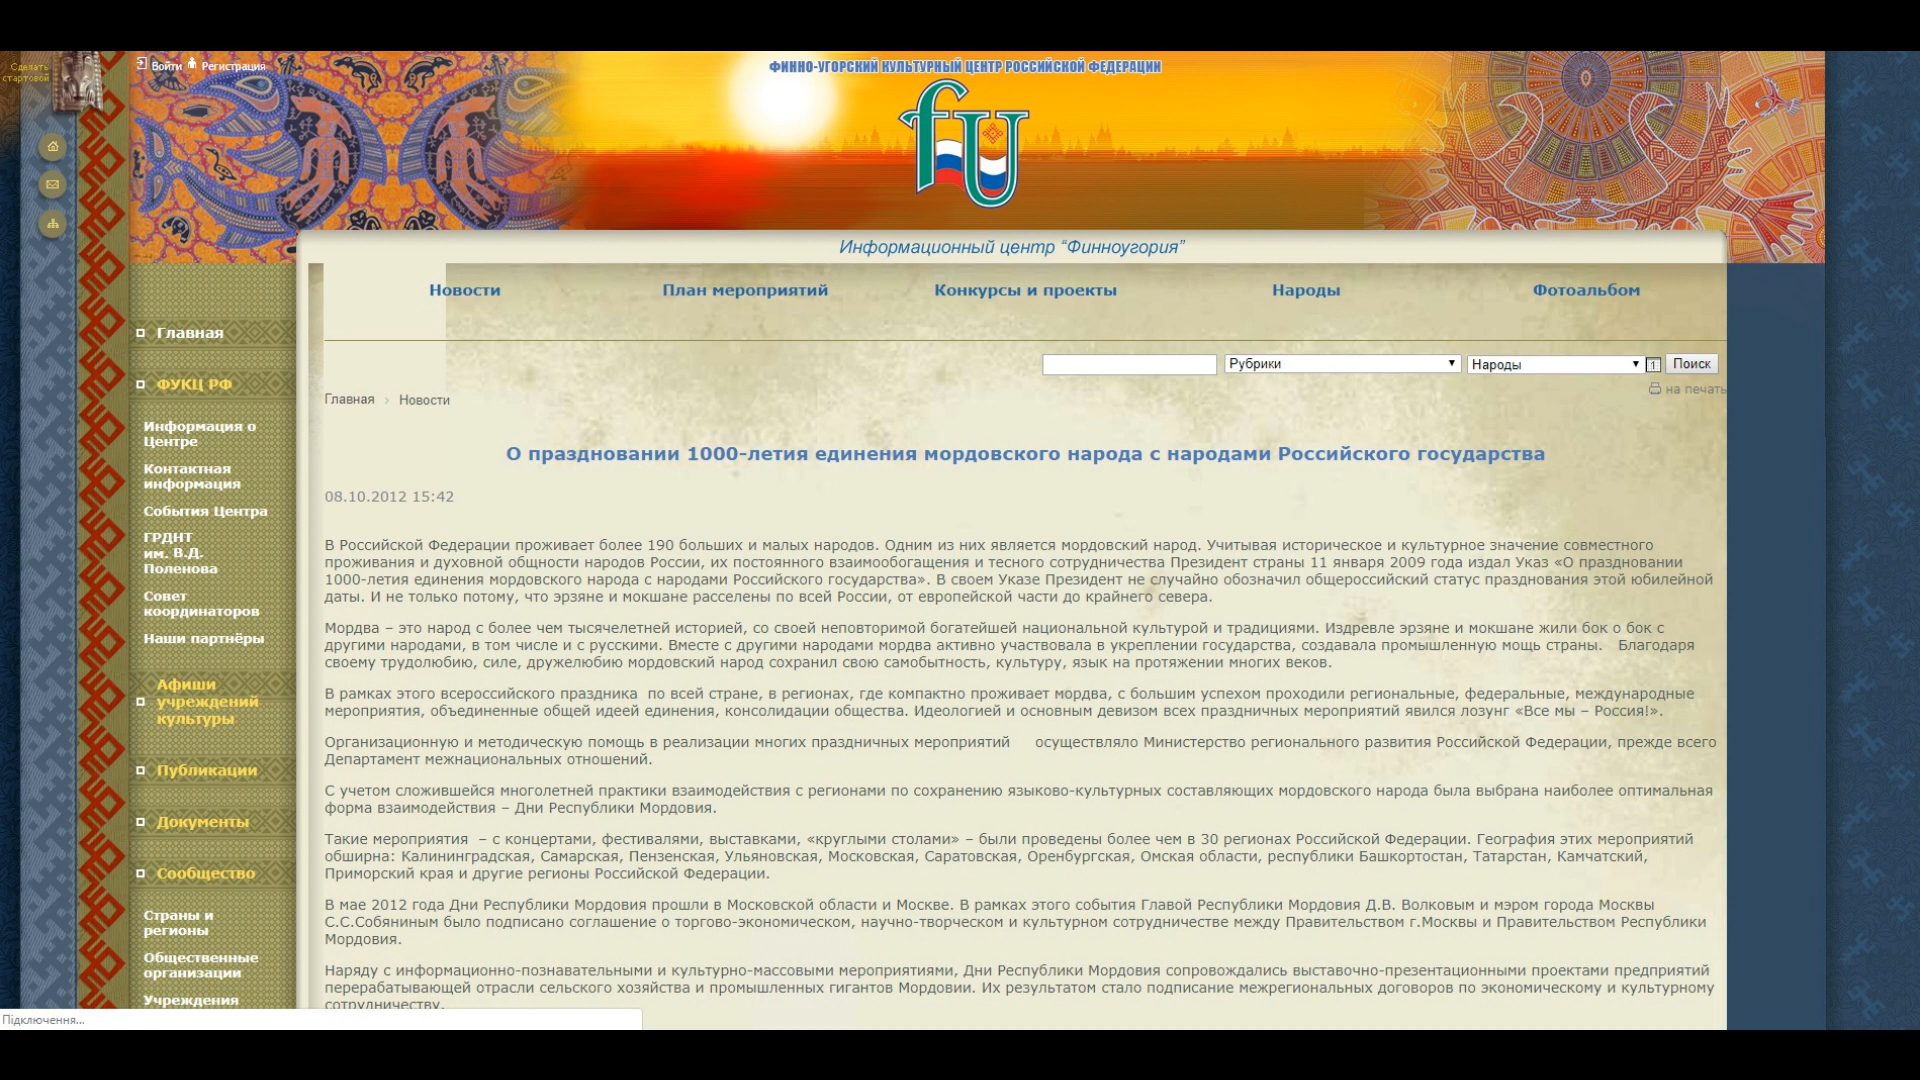 Сделать
стартовой
Войти Регистрация
ФИННО-УГОРСКИЙ КУЛЬТУРНЫЙ ЦЕНТР РОССИЙСКОЙ ФЕДЕРАЦИИ
fU
Информационный центр “Финноугория”
Новости План мероприятий Конкурсы и проекты Народы Фотоальбом
Рубрики Народы 1 Поиск
на печать
Главная Новости
Главная
ФУКЦ РФ
Информация о
Центре
Контактная
информация
События Центра
ГРДНТ
им. В.Д.
Поленова
Совет
координаторов
Наши партнёры
Афиши
учреждений
культуры
Публикации
Документы
Сообщество
Страны и
регионы
Общественные
организации
Учреждения
О праздновании 1000-летия единения мордовского народа с народами Российского государства
08.10.2012 15:42
В Российской Федерации проживает более 190 больших и малых народов. Одним из них является мордовский народ. Учитывая историческое и культурное значение совместного
проживания и духовной общности народов России, их постоянного взаимообогащения и тесного сотрудничества Президент страны 11 января 2009 года издал Указ «О праздновании
1000-летия единения мордовского народа с народами Российского государства». В своем Указе Президент не случайно обозначил общероссийский статус празднования этой юбилейной
даты. И не только потому, что эрзяне и мокшане расселены по всей России, от европейской части до крайнего севера.
Мордва – это народ с более чем тысячелетней историей, со своей неповторимой богатейшей национальной культурой и традициями. Издревле эрзяне и мокшане жили бок о бок с
другими народами, в том числе и с русскими. Вместе с другими народами мордва активно участвовала в укреплении государства, создавала промышленную мощь страны. Благодаря
своему трудолюбию, силе, дружелюбию мордовский народ сохранил свою самобытность, культуру, язык на протяжении многих веков.
В рамках этого всероссийского праздника по всей стране, в регионах, где компактно проживает мордва, с большим успехом проходили региональные, федеральные, международные
мероприятия, объединенные общей идеей единения, консолидации общества. Идеологией и основным девизом всех праздничных мероприятий явился лозунг «Все мы – Россия!».
Организационную и методическую помощь в реализации многих праздничных мероприятий осуществляло Министерство регионального развития Российской Федерации, прежде всего
Департамент межнациональных отношений.
С учетом сложившейся многолетней практики взаимодействия с регионами по сохранению языково-культурных составляющих мордовского народа была выбрана наиболее оптимальная
форма взаимодействия – Дни Республики Мордовия.
Такие мероприятия – с концертами, фестивалями, выставками, «круглыми столами» – были проведены более чем в 30 регионах Российской Федерации. География этих мероприятий
обширна: Калининградская, Самарская, Пензенская, Ульяновская, Московская, Саратовская, Оренбургская, Омская области, республики Башкортостан, Татарстан, Камчатский,
Приморский края и другие регионы Российской Федерации.
В мае 2012 года Дни Республики Мордовия прошли в Московской области и Москве. В рамках этого события Главой Республики Мордовия Д.В. Волковым и мэром города Москвы
С.С.Собяниным было подписано соглашение о торгово-экономическом, научно-творческом и культурном сотрудничестве между Правительством г.Москвы и Правительством Республики
Мордовия.
Наряду с информационно-познавательными и культурно-массовыми мероприятиями, Дни Республики Мордовия сопровождались выставочно-презентационными проектами предприятий
перерабатывающей отрасли сельского хозяйства и промышленных гигантов Мордовии. Их результатом стало подписание межрегиональных договоров по экономическому и культурному
сотрудничеству.
Підключення...